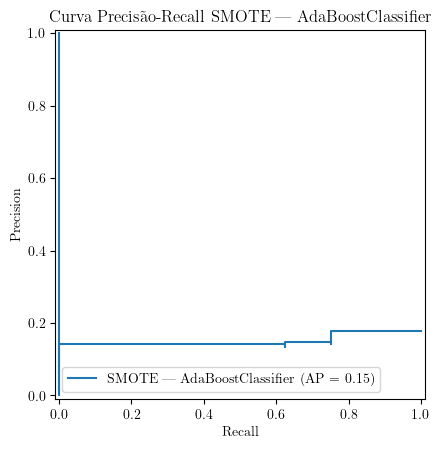 Curva Precisão-Recall SMOTE — AdaBoostClassifier
1.0
0.8
0.6
0.4
0.2
0.0
Precision
SMOTE — AdaBoostClassifier (AP = 0.15)
0.0 0.2 0.4 0.6 0.8 1.0
Recall